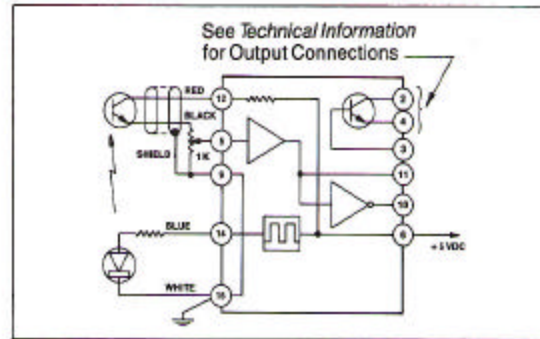 See Technical Information
for Output Connections
RED
12
2
BLACK
4
5
1K
3
SHIELD
11
9
10
BLUE
14
6
+5 VDC
WHITE
15